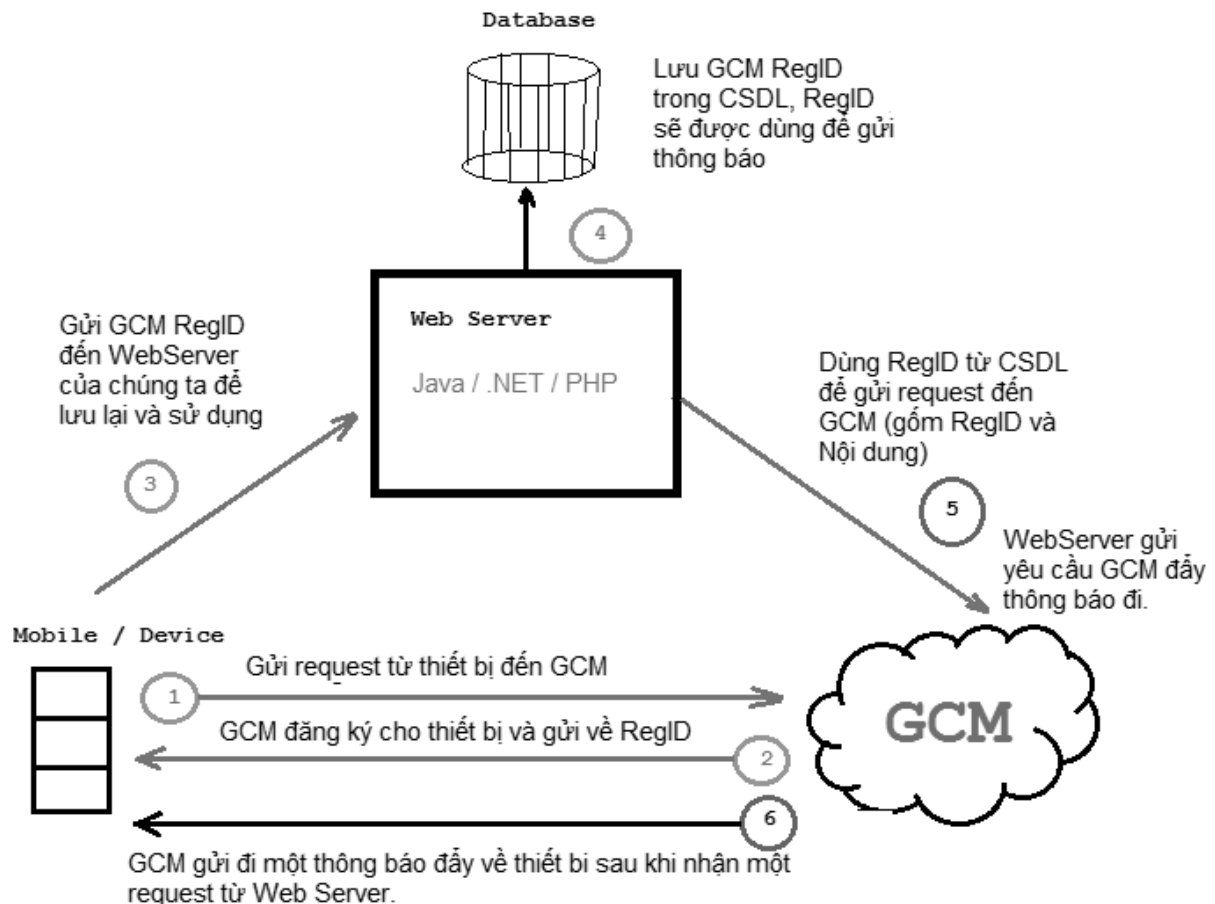 Database
Lưu GCM RegID
trong CSDL, RegID
sẽ được dùng để gửi
thông báo
4
Web Server
Java / .NET / PHP
Gửi GCM RegID
đến WebServer
của chúng ta để
lưu lại và sử dụng
3
Dùng RegID từ CSDL
để gửi request đến
GCM (gốm RegID và
Nội dung)
5
WebServer gửi
yêu cầu GCM đẩy
thông báo đi.
Mobile / Device
1
Gửi request từ thiết bị đến GCM
GCM đăng ký cho thiết bị và gửi về RegID
2
GCM
6
GCM gửi đi một thông báo đẩy về thiết bi sau khi nhận một
request từ Web Server.